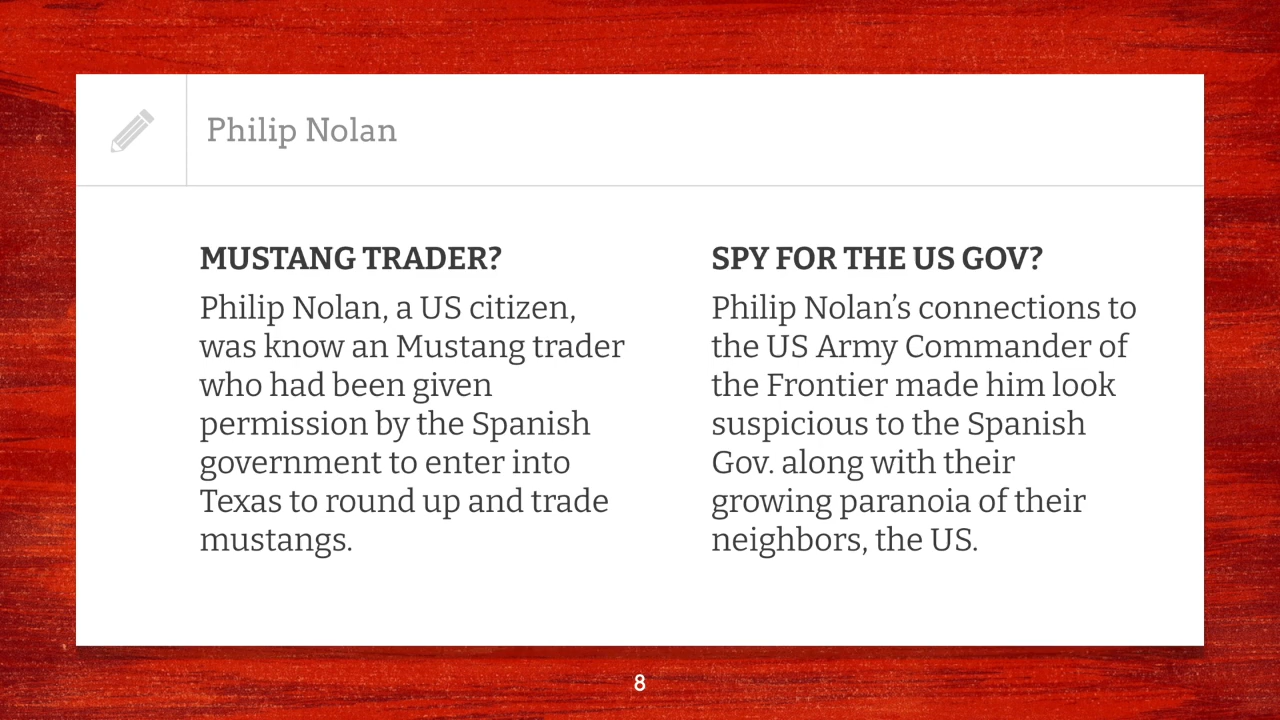 Philip Nolan
MUSTANG TRADER?
Philip Nolan, a US citizen,
was know an Mustang trader
who had been given
permission by the Spanish
government to enter into
Texas to round up and trade
mustangs.
SPY FOR THE US GOV?
Philip Nolan’s connections to
the US Army Commander of
the Frontier made him look
suspicious to the Spanish
Gov. along with their
growing paranoia of their
neighbors, the US.
8